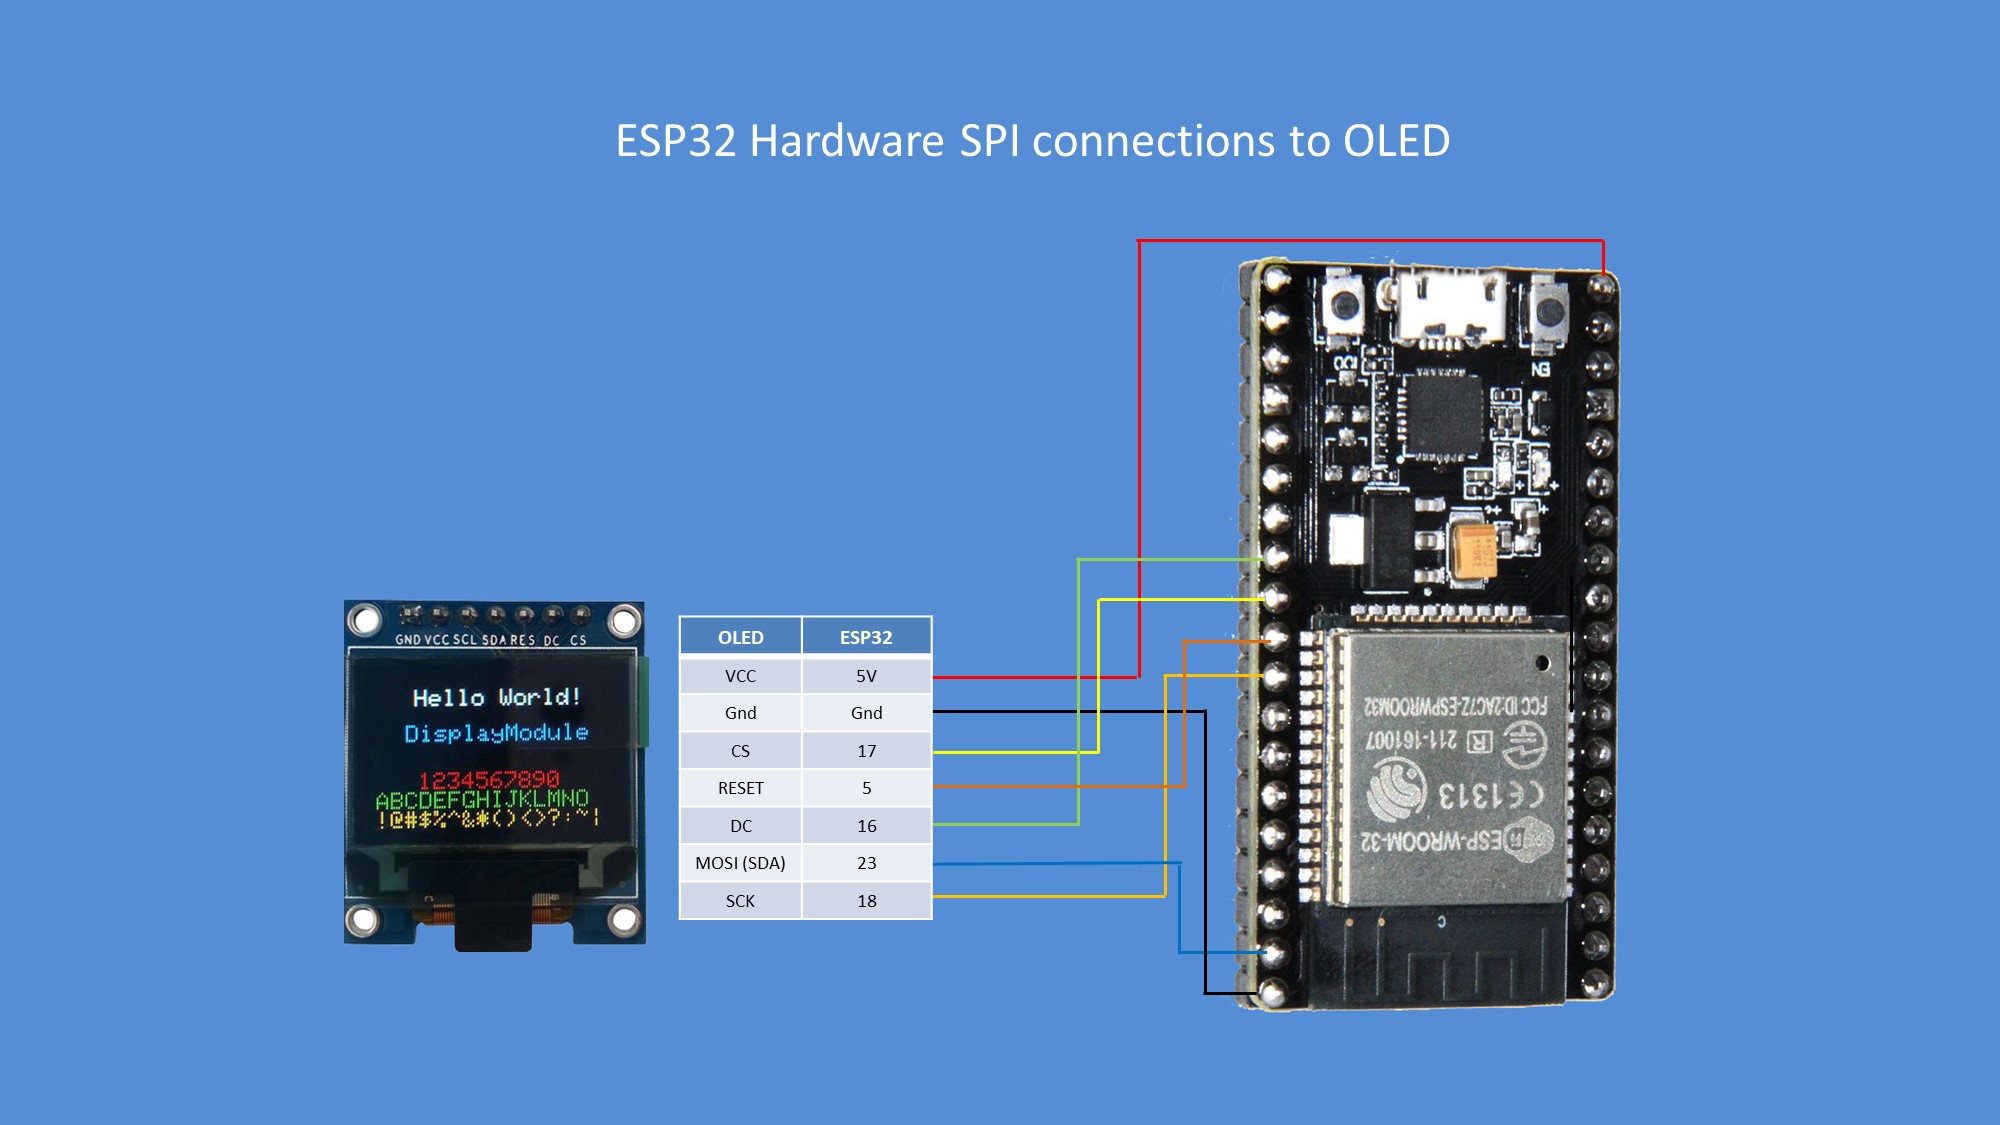 ESP32 Hardware SPI connections to OLED
EN
GND VCC SCL SDA RES DC CS
Hello World!
DisplayModule
1234567890
ABCDEFGHIJKLMNO
OLED ESP32
VCC 5V
Gnd Gnd
CS 17
RESET 5
DC 16
MOSI (SDA) 23
SCK 18
ESP-WROOM-32
CE1313
R 211-161007
FCC ID:2AC7Z-ESPWROOM32